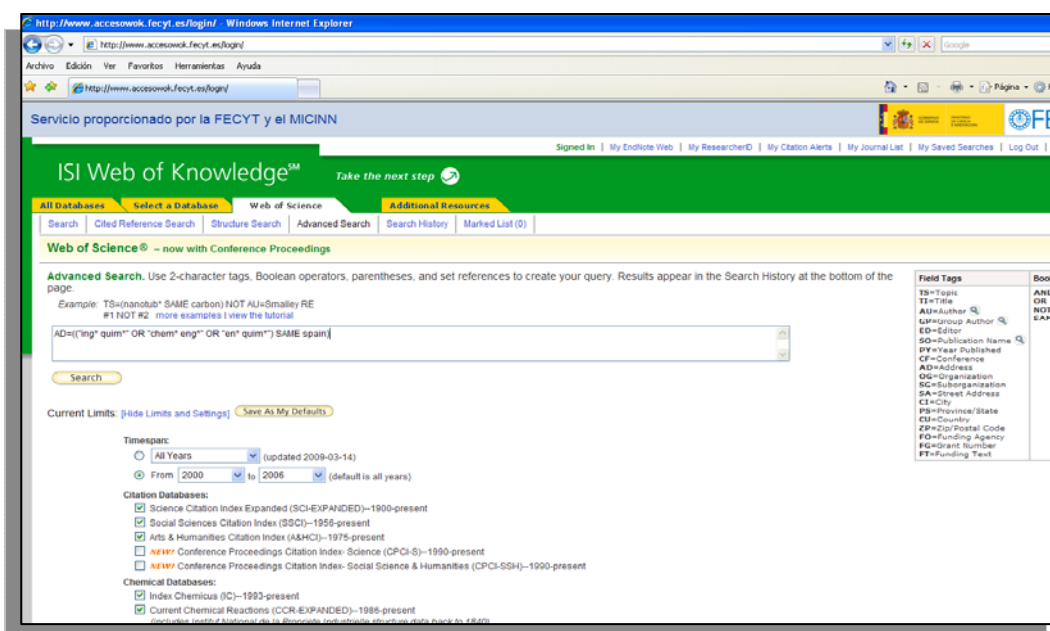 http://www.accesowok.fecyt.es/login/ - Windows Internet Explorer
http://www.accesowok.fecyt.es/login/
Google
Archivo Edición Ver Favoritos Herramientas Ayuda
http://www.accesowok.fecyt.es/login/
Página
Servicio proporcionado por la FECYT y el MICINN
FE
Signed In | My EndNote Web | My ResearcherID | My Citation Alerts | My Journal List | My Saved Searches | Log Out |
ISI Web of Knowledge℠ Take the next step
All Databases Select a Database Web of Science Additional Resources
Search Cited Reference Search Structure Search Advanced Search Search History Marked List (0)
Web of Science® – now with Conference Proceedings
Advanced Search. Use 2-character tags, Boolean operators, parentheses, and set references to create your query. Results appear in the Search History at the bottom of the
page.
Example: TS=(nanotub* SAME carbon) NOT AU=Smalley RE
#1 NOT #2 more examples | view the tutorial
AD=(("ing* quim*" OR "chem* eng*" OR "en* quim*") SAME spain)
Search
Current Limits: [Hide Limits and Settings] Save As My Defaults
Timespan:
All Years (updated 2009-03-14)
From 2000 to 2006 (default is all years)
Citation Databases:
Science Citation Index Expanded (SCI-EXPANDED)--1900-present
Social Sciences Citation Index (SSCI)--1956-present
Arts & Humanities Citation Index (A&HCI)--1975-present
NEW! Conference Proceedings Citation Index- Science (CPCI-S)--1990-present
NEW! Conference Proceedings Citation Index- Social Science & Humanities (CPCI-SSH)--1990-present
Chemical Databases:
Index Chemicus (IC)--1993-present
Current Chemical Reactions (CCR-EXPANDED)--1986-present
(includes Institut National de la Propriete Industrielle structure data back to 1840)
Field Tags
TS=Topic
TI=Title
AU=Author
GP=Group Author
ED=Editor
SO=Publication Name
PY=Year Published
CF=Conference
AD=Address
OG=Organization
SG=Suborganization
SA=Street Address
CI=City
PS=Province/State
CU=Country
ZP=Zip/Postal Code
FO=Funding Agency
FG=Grant Number
FT=Funding Text
Boo
AND
OR
NOT
SAM